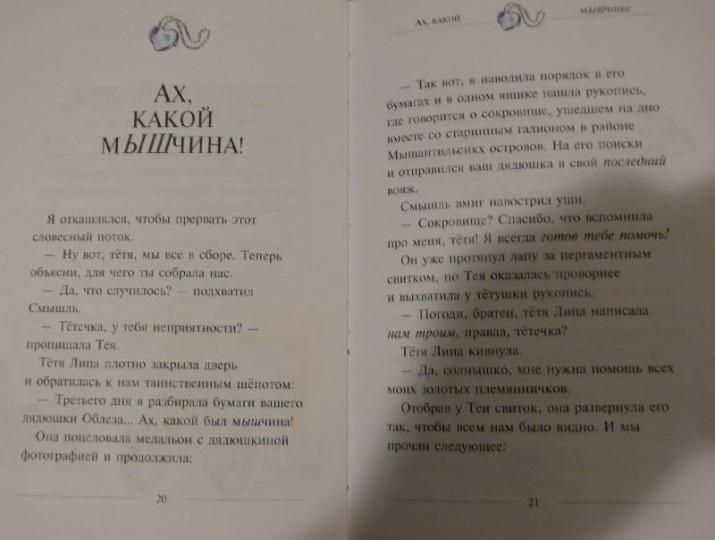 Ах,
какой
мышчина!
Я откашлялся, чтобы прервать этот
словесный поток.
— Ну вот, тётя, мы все в сборе. Теперь
объясни, для чего ты собрала нас.
— Да, что случилось? — подхватил
Смышль.
— Тётечка, у тебя неприятности? —
пропищала Тея.
Тётя Липа плотно закрыла дверь
и обратилась к нам таинственным шёпотом:
— Третьего дня я разбирала бумаги вашего
дядюшки Облеза... Ах, какой был мышчина!
Она поцеловала медальон с дядюшкиной
фотографией и продолжила:
20
Ах, какой мышчина!
— Так вот, я наводила порядок в его
бумагах и в одном ящике нашла рукопись,
где говорится о сокровище, ушедшем на дно
вместе со старинным галионом в районе
Мышантильсикх островов. На его поиски
и отправился ваш дядюшка в свой последний
вояж.
Смышль вмиг навострил уши.
— Сокровище? Спасибо, что вспомнила
про меня, тётя! Я всегда готов тебе помочь!
Он уже протянул лапу за пергаментным
свитком, но Тея оказалась проворнее
и выхватила у тётушки рукопись.
— Погоди, братец, тётя Липа написала
нам троим, правда, тётечка?
Тётя Липа кивнула.
— Да, солнышко, мне нужна помощь всех
моих золотых племянничков.
Отобрав у Теи свиток, она развернула его
так, чтобы всем нам было видно. И мы
прочли следующее:
21